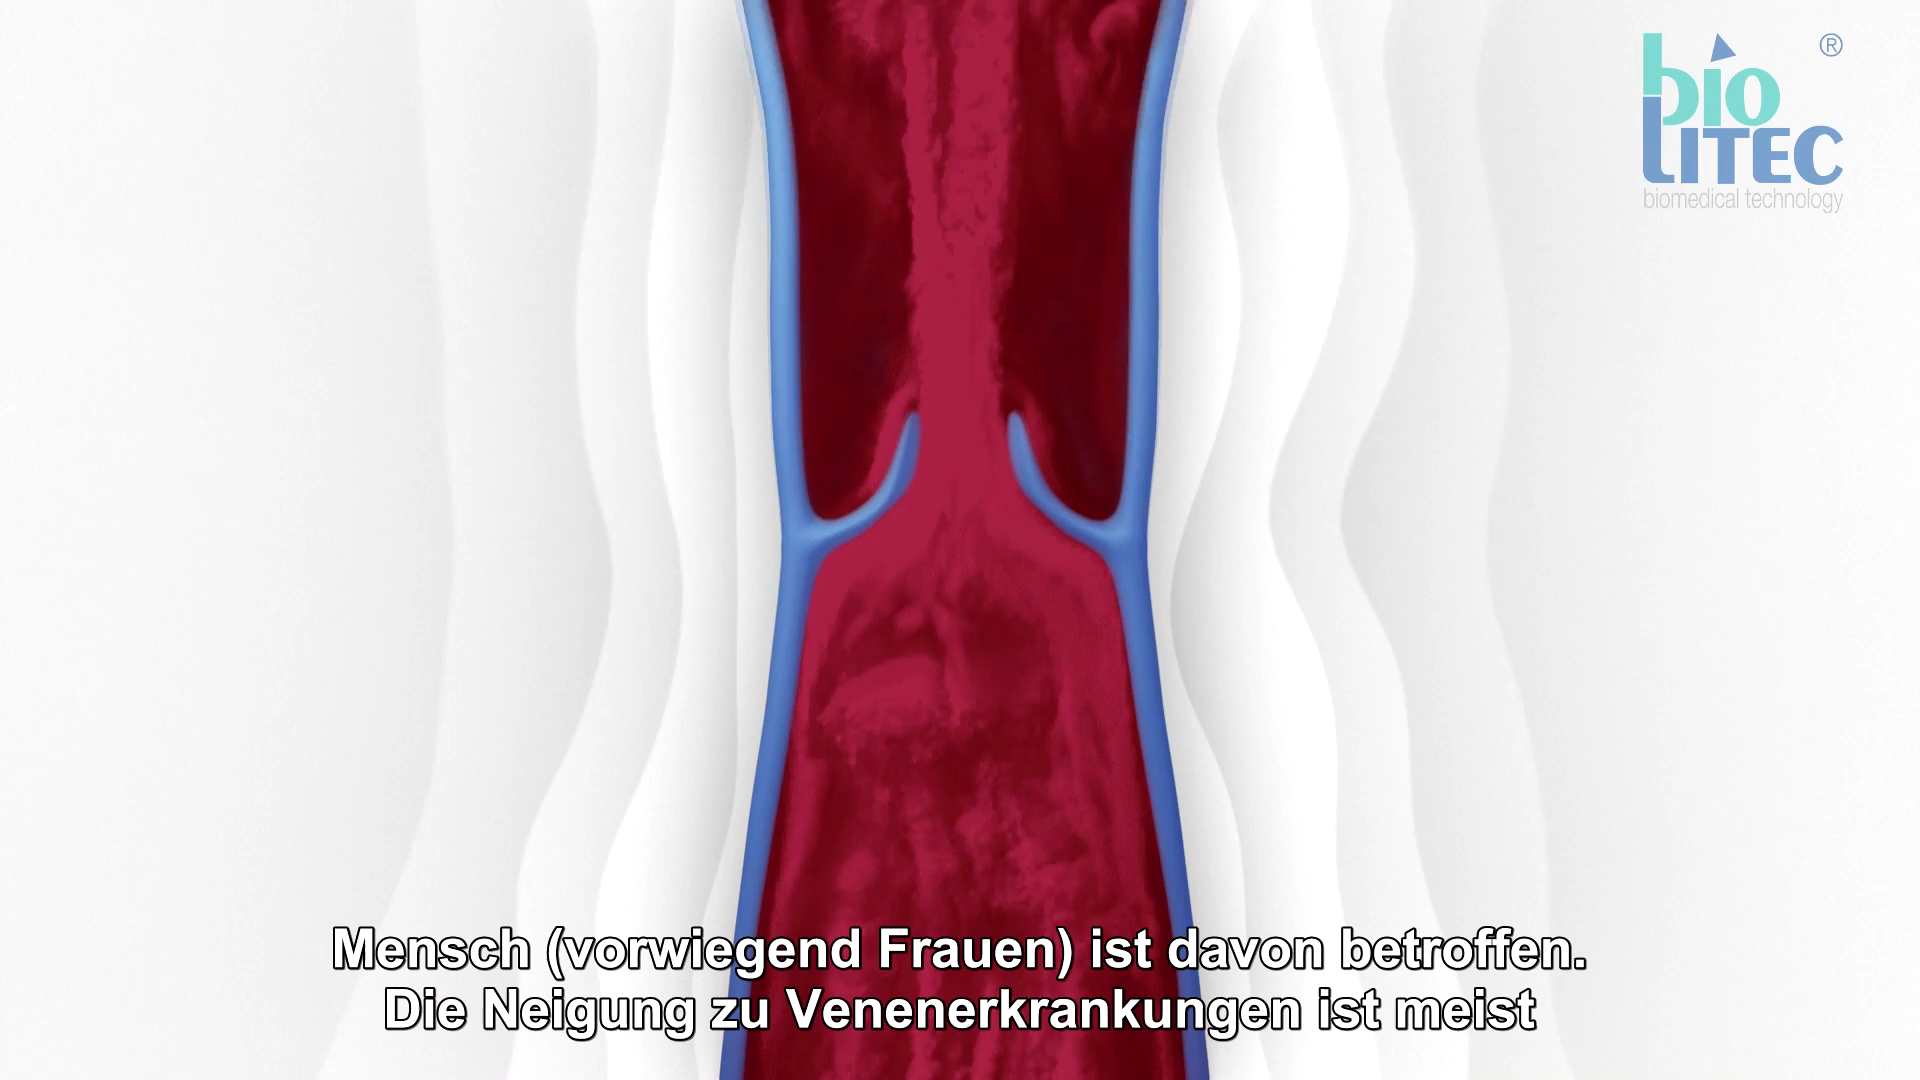 bio
LITEC
®
biomedical technology
Mensch (vorwiegend Frauen) ist davon betroffen.
Die Neigung zu Venenerkrankungen ist meist